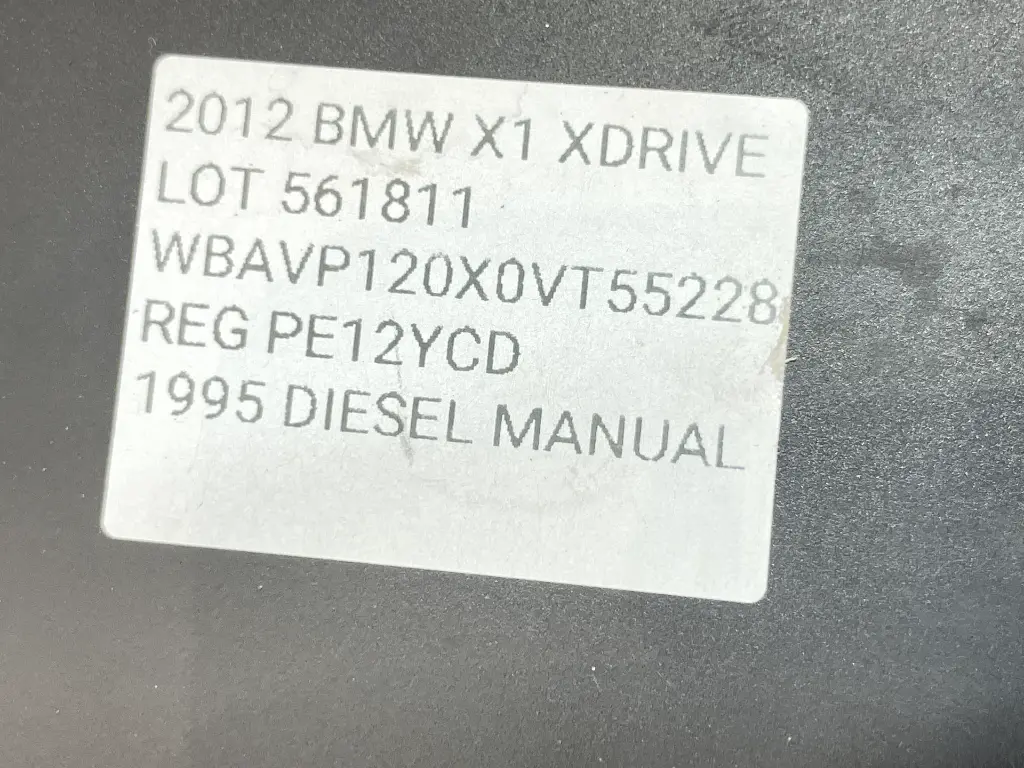 2012 BMW X1 XDRIVE
LOT 561811
WBAVP120X0VT55228
REG PE12YCD
1995 DIESEL MANUAL